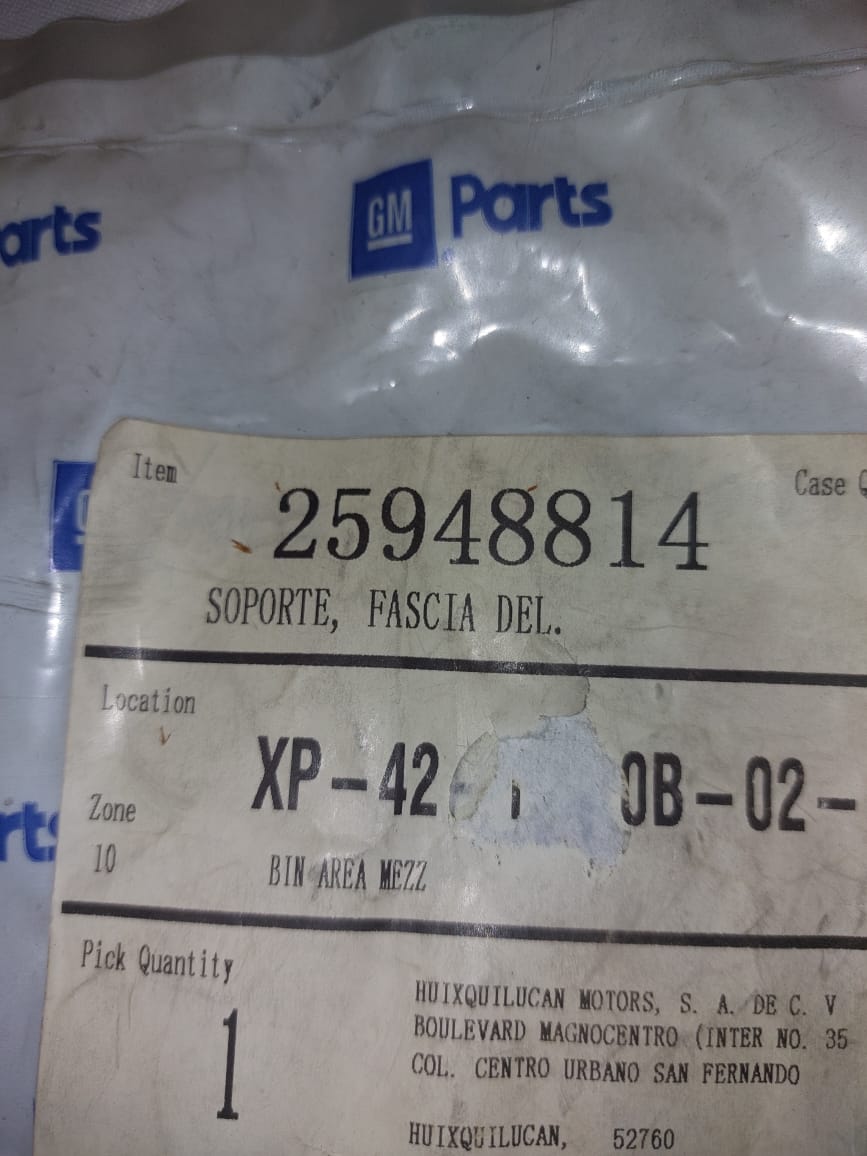 arts
GM Parts
Item
Case
25948814
SOPORTE, FASCIA DEL.
Location
XP-42
0B-02-
Zone
10
BIN AREA MEZZ
Pick Quantity
1
HUIXQUILUCAN MOTORS, S. A. DE C. V
BOULEVARD MAGNOCENTRO (INTER NO. 35
COL. CENTRO URBANO SAN FERNANDO
HUIXQUILUCAN, 52760